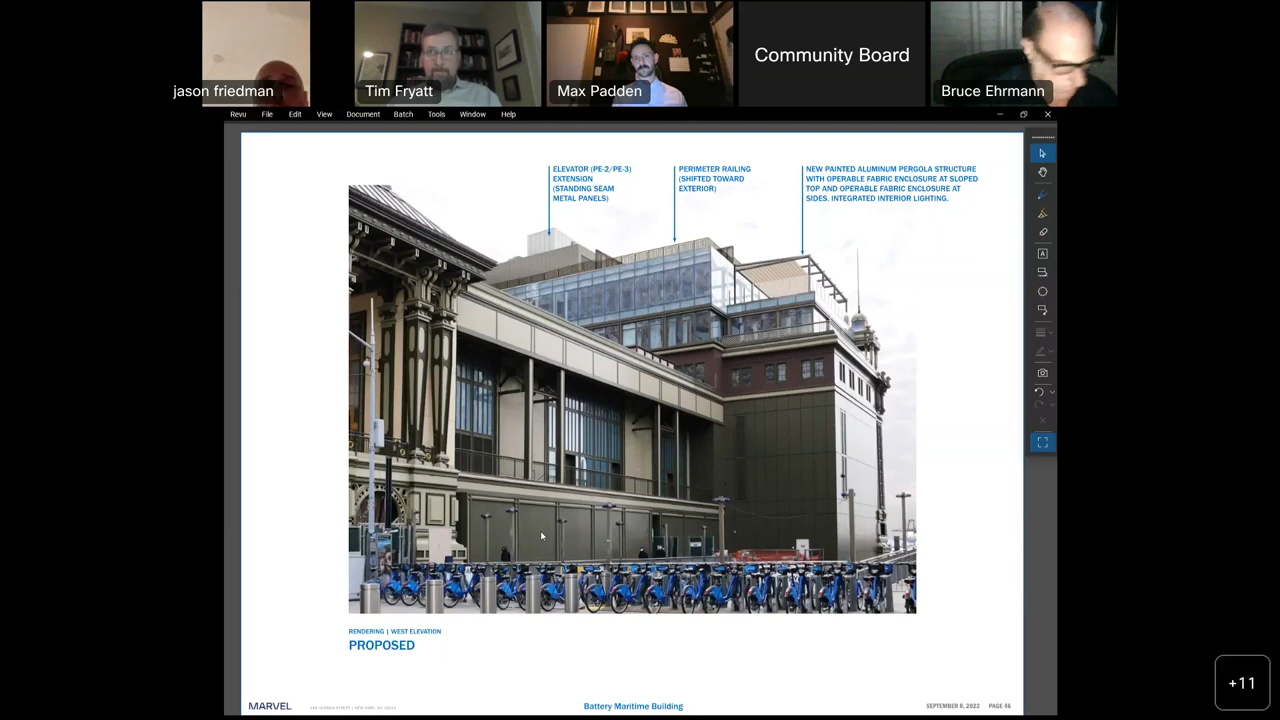 jason friedman
Tim Fryatt
Max Padden
Community Board
Bruce Ehrmann
Revu File Edit View Document Batch Tools Window Help
ELEVATOR (PE-2/PE-3)
EXTENSION
(STANDING SEAM
METAL PANELS)
PERIMETER RAILING
(SHIFTED TOWARD
EXTERIOR)
NEW PAINTED ALUMINUM PERGOLA STRUCTURE
WITH OPERABLE FABRIC ENCLOSURE AT SLOPED
TOP AND OPERABLE FABRIC ENCLOSURE AT
SIDES. INTEGRATED INTERIOR LIGHTING.
A
RENDERING | WEST ELEVATION
PROPOSED
+11
MARVEL
Battery Maritime Building
SEPTEMBER 8, 2022 PAGE 46